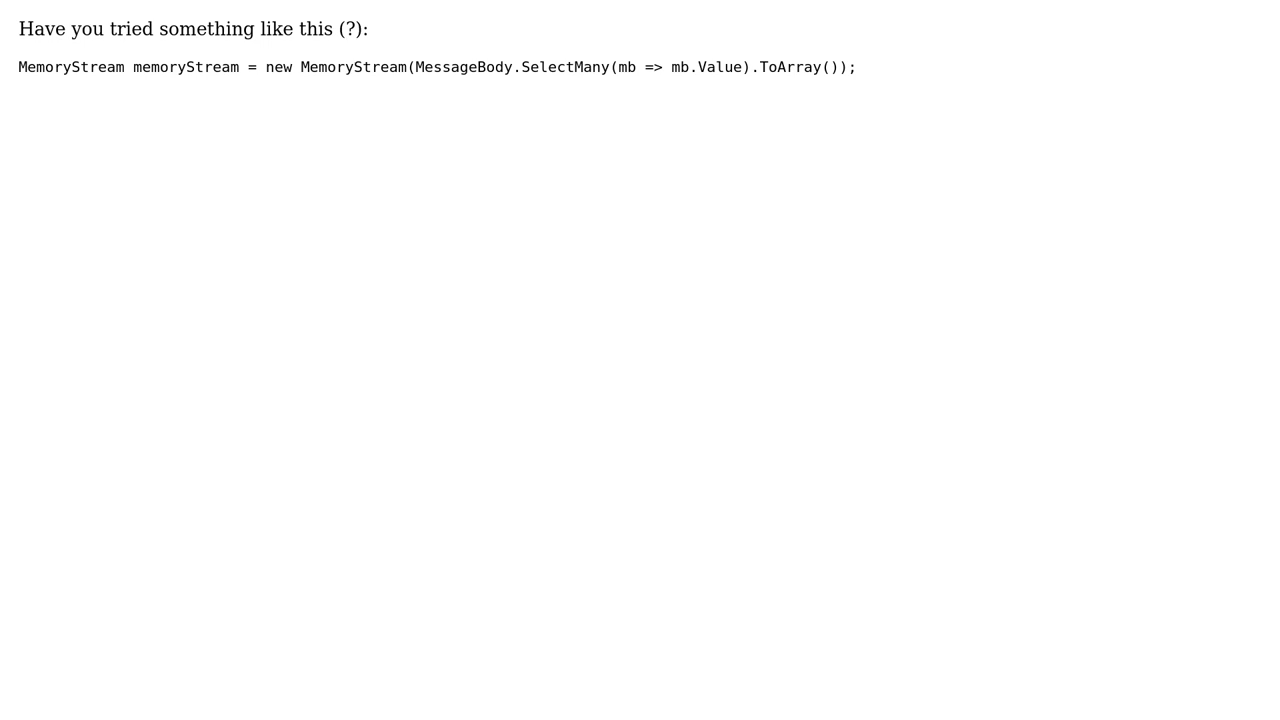 Have you tried something like this (?):
MemoryStream memoryStream = new MemoryStream(MessageBody.SelectMany(mb => mb.Value).ToArray());